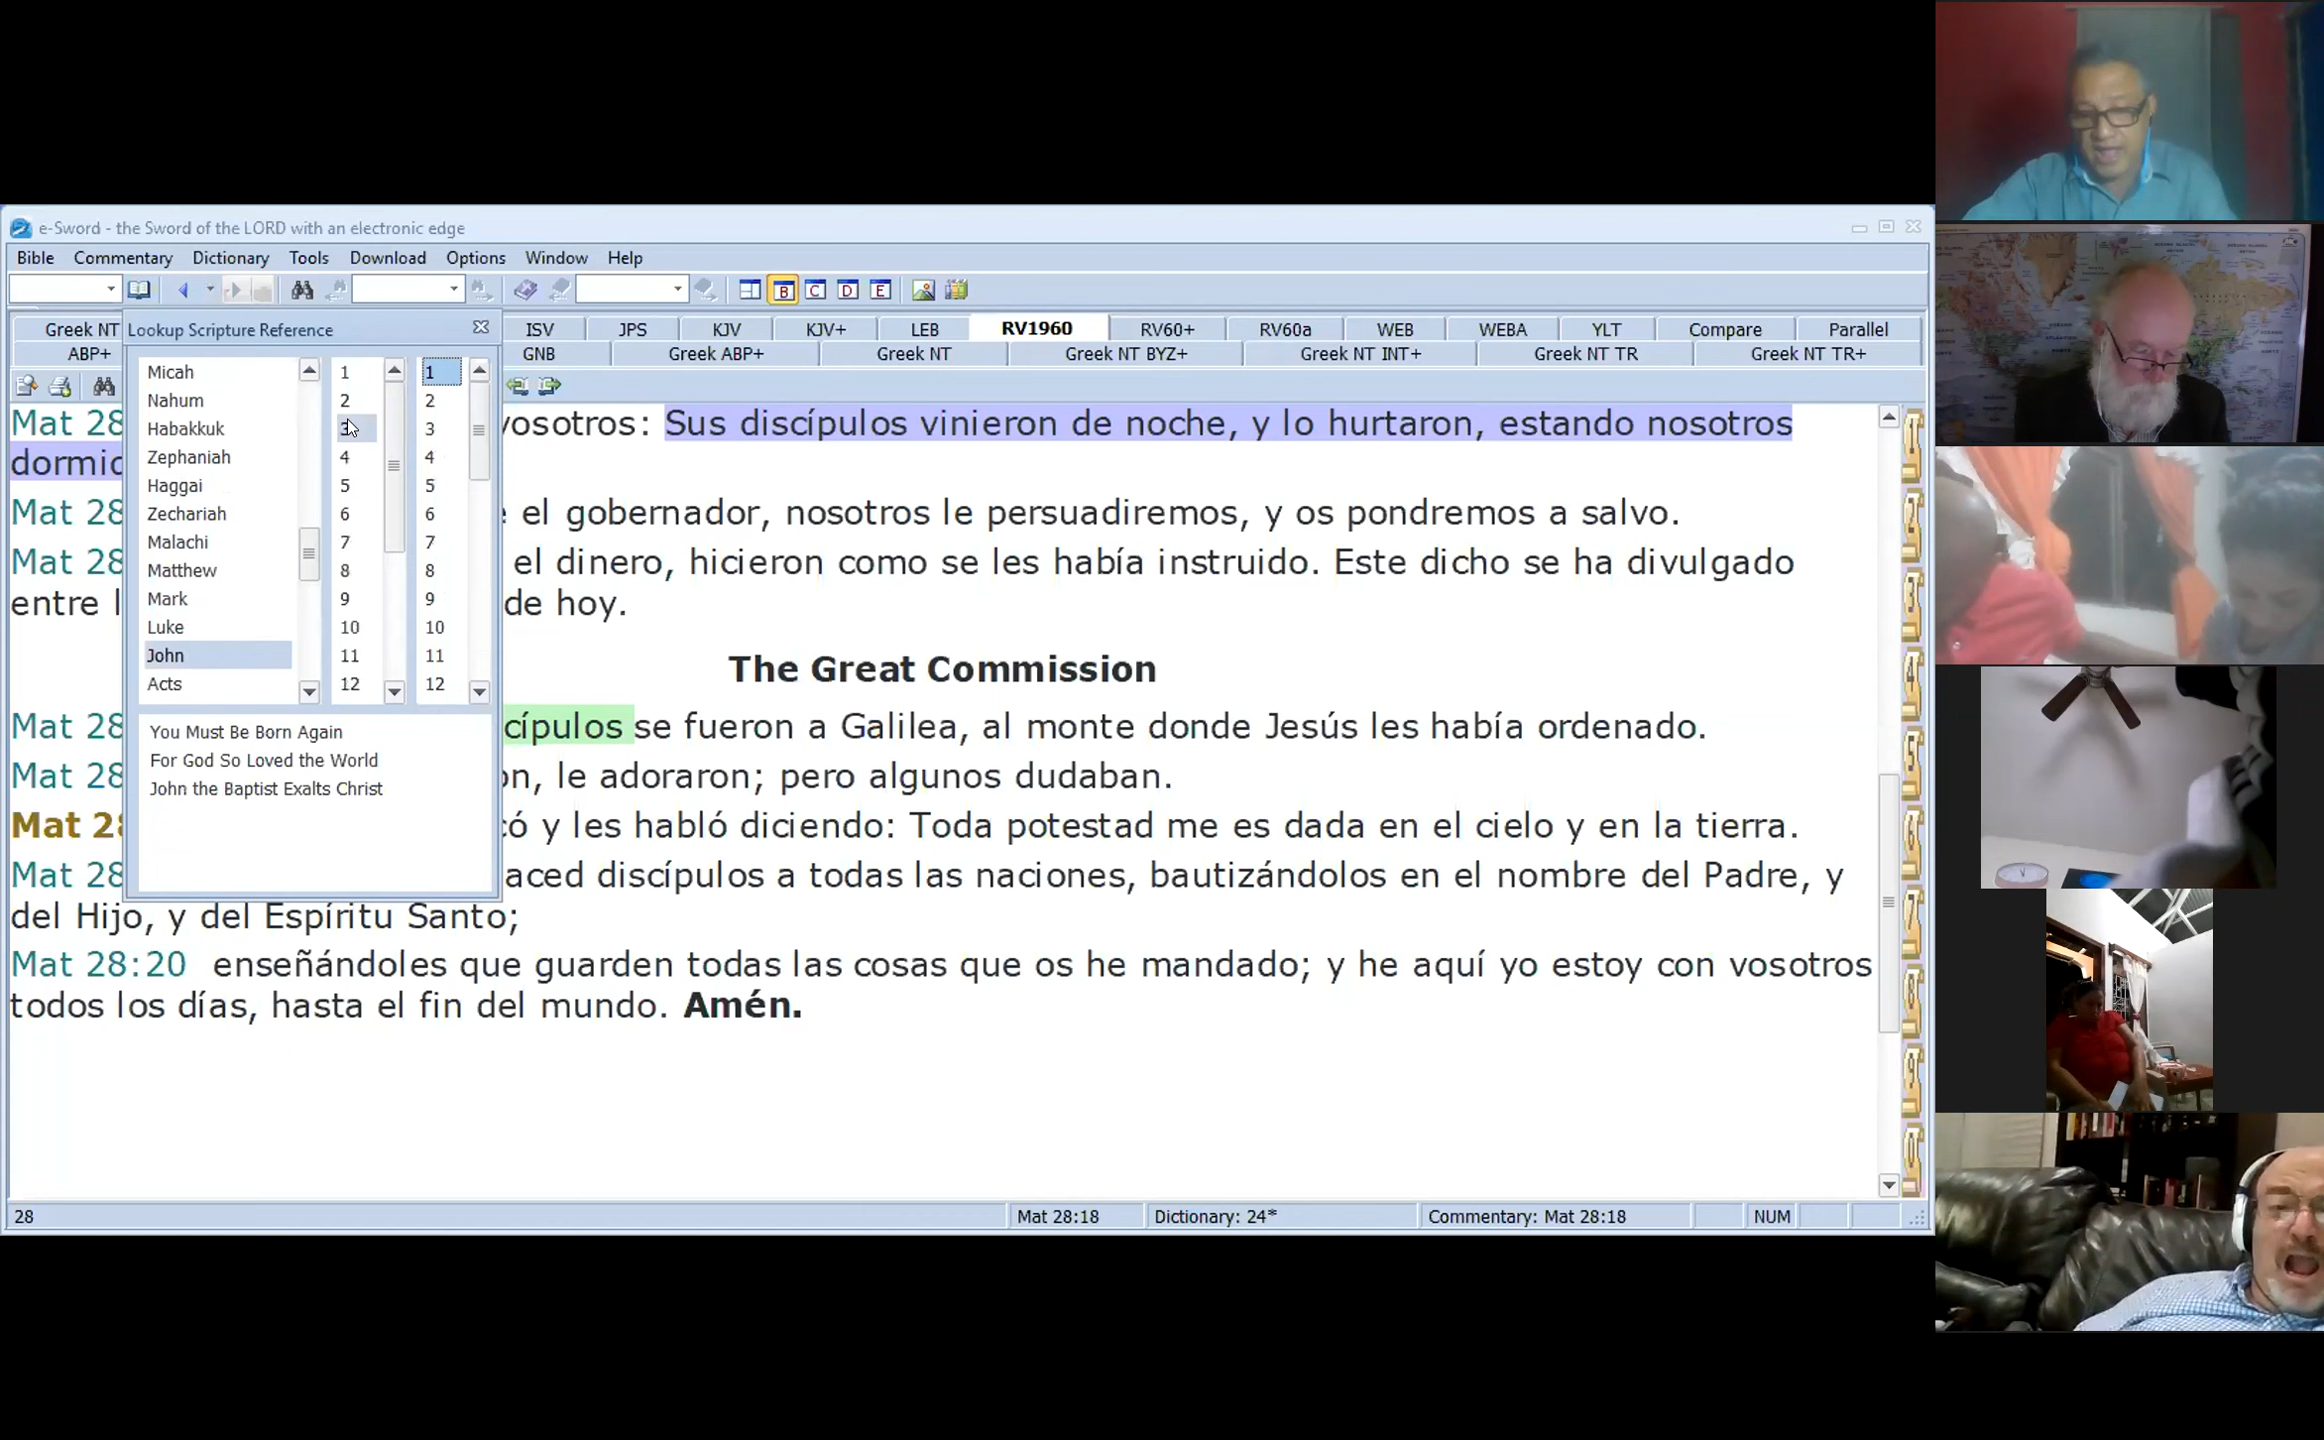 e-Sword - the Sword of the LORD with an electronic edge
Bible Commentary Dictionary Tools Download Options Window Help
B C D E
Greek NT ISV JPS KJV KJV+ LEB RV1960 RV60+ RV60a WEB WEBA YLT Compare Parallel
ABP+ GNB Greek ABP+ Greek NT Greek NT BYZ+ Greek NT INT+ Greek NT TR Greek NT TR+
Lookup Scripture Reference
Micah 1 1
Nahum 2 2
Habakkuk 3 3
Zephaniah 4 4
Haggai 5 5
Zechariah 6 6
Malachi 7 7
Matthew 8 8
Mark 9 9
Luke 10 10
John 11 11
Acts 12 12
You Must Be Born Again
For God So Loved the World
John the Baptist Exalts Christ
Mat 28 vosotros: Sus discípulos vinieron de noche, y lo hurtaron, estando nosotros
dormid
Mat 28 el gobernador, nosotros le persuadiremos, y os pondremos a salvo.
Mat 28 el dinero, hicieron como se les había instruido. Este dicho se ha divulgado
entre l de hoy.
The Great Commission
Mat 28 cípulos se fueron a Galilea, al monte donde Jesús les había ordenado.
Mat 28 on, le adoraron; pero algunos dudaban.
Mat 28 có y les habló diciendo: Toda potestad me es dada en el cielo y en la tierra.
Mat 28 aced discípulos a todas las naciones, bautizándolos en el nombre del Padre, y
del Hijo, y del Espíritu Santo;
Mat 28:20 enseñándoles que guarden todas las cosas que os he mandado; y he aquí yo estoy con vosotros
todos los días, hasta el fin del mundo. Amén.
28 Mat 28:18 Dictionary: 24* Commentary: Mat 28:18 NUM